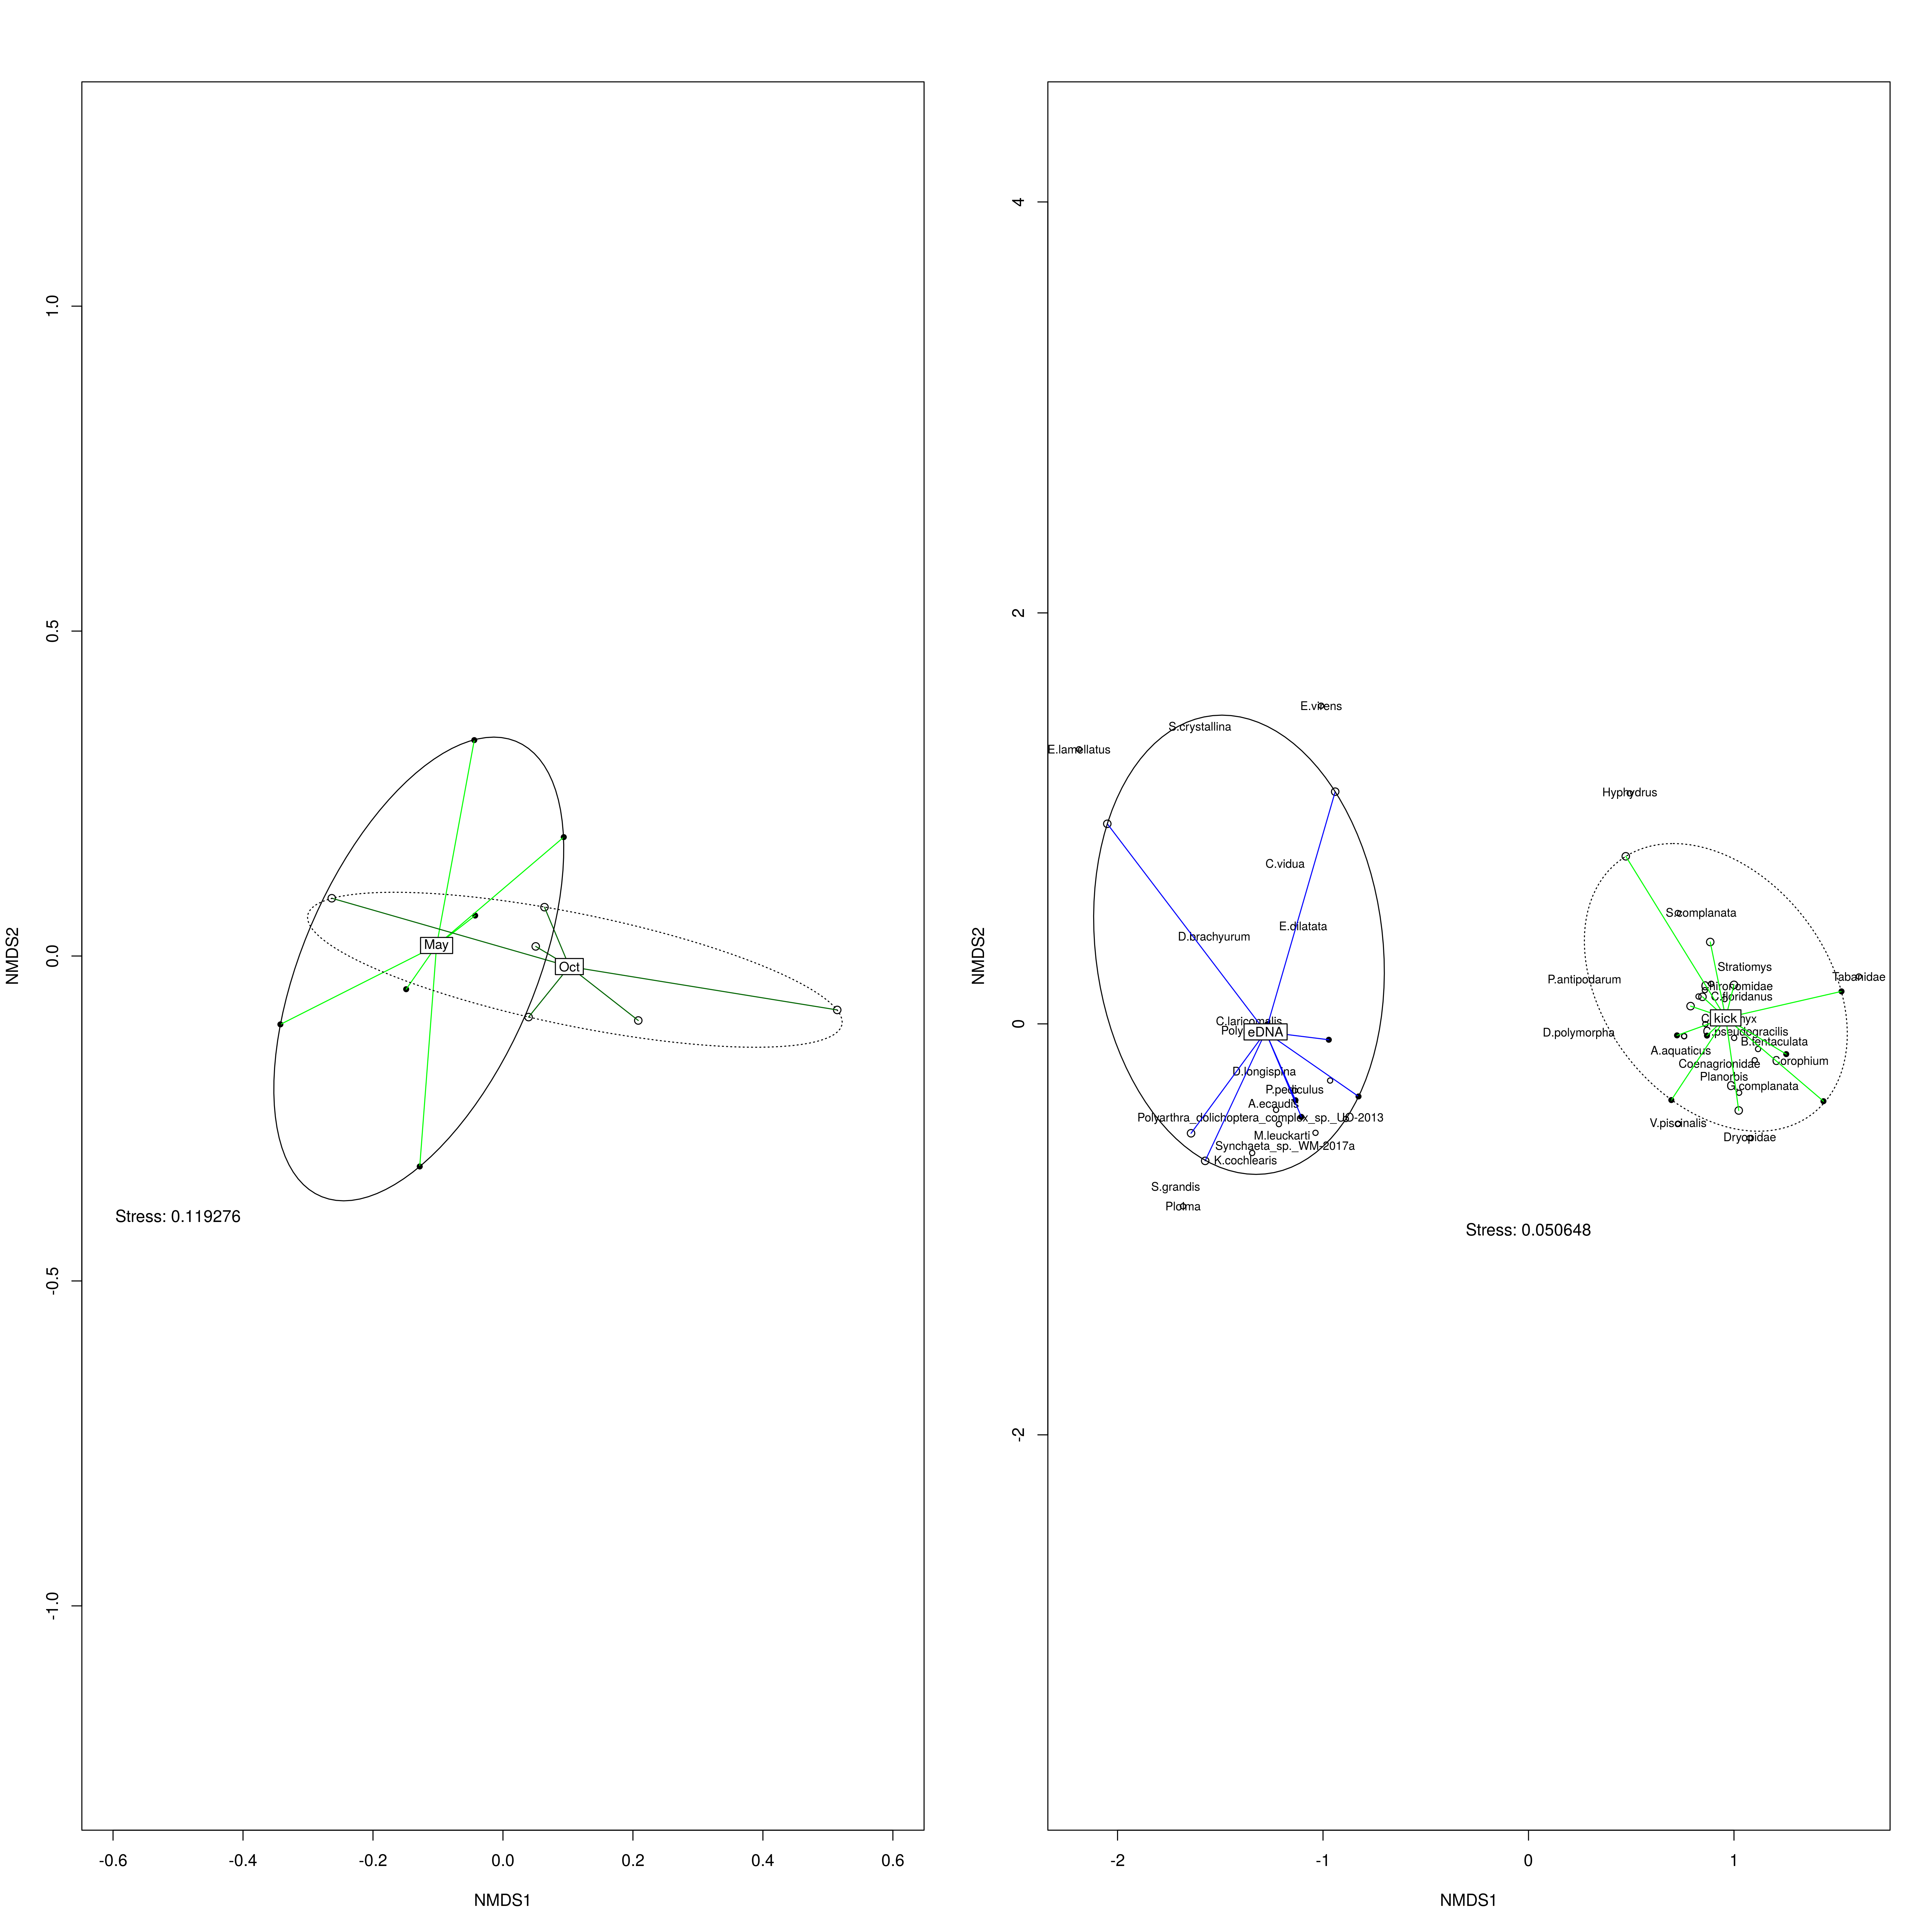 1.0
0.5
0.0
-0.5
-1.0
NMDS2
May
Oct
Stress: 0.119276
-0.6 -0.4 -0.2 0.0 0.2 0.4 0.6
NMDS1
4
2
0
-2
NMDS2
E.virens
S.crystallina
E.lamellatus
Hyphydrus
C.vidua
S.complanata
E.dilatata
D.brachyurum
Stratiomys
Tabanidae
P.antipodarum
C.floridanus
C.laricomalis
eDNA
kick
D.polymorpha
B.tentaculata
A.aquaticus
Corophium
Coenagrionidae
D.longispina
Planorbis
G.complanata
P.pediculus
A.ecaudis
Polyarthra_dolichoptera_complex_sp._UO-2013
V.piscinalis
M.leuckarti
Dryopidae
Synchaeta_sp._WM-2017a
K.cochlearis
S.grandis
Ploima
Stress: 0.050648
-2 -1 0 1
NMDS1